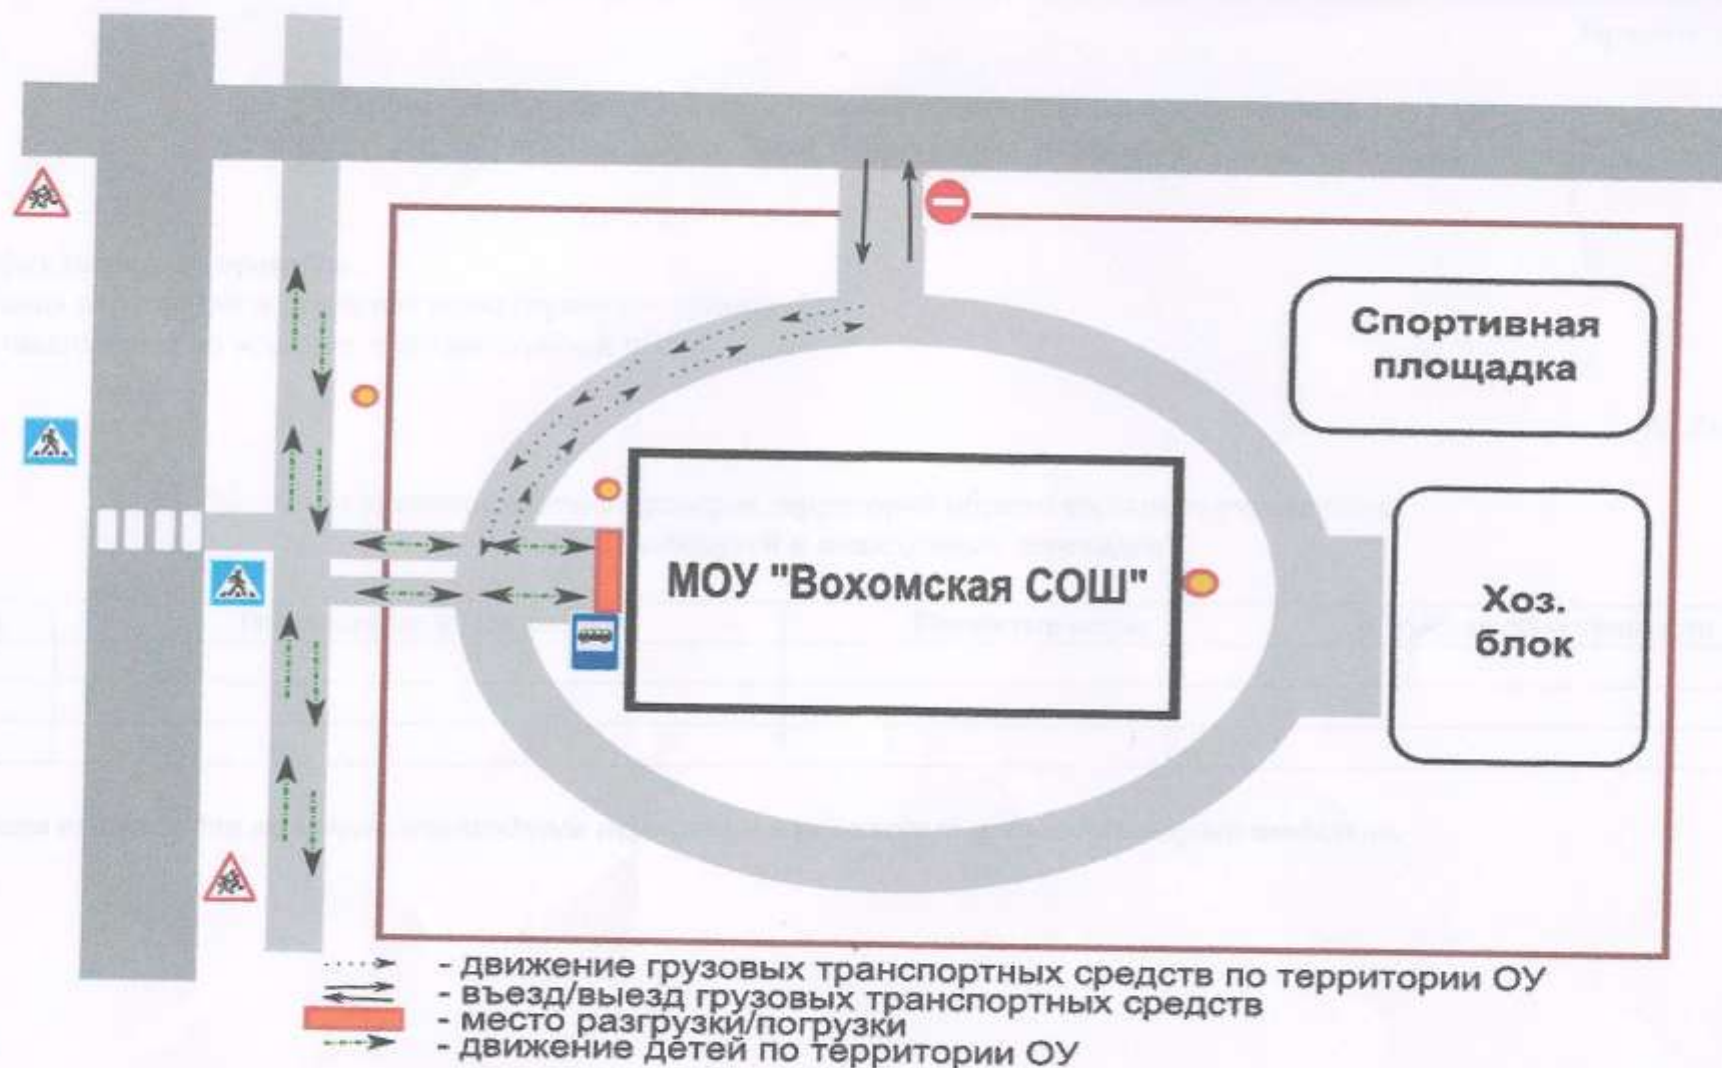 Спортивная
площадка
МОУ "Вохомская СОШ"
Хоз.
блок
- движение грузовых транспортных средств по территории ОУ
- въезд/выезд грузовых транспортных средств
- место разгрузки/погрузки
- движение детей по территории ОУ